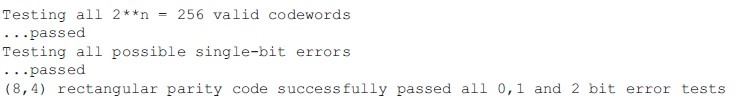 Testing all 2**n = 256 valid codewords
...passed
Testing all possible single-bit errors
...passed
(8,4) rectangular parity code successfully passed all 0,1 and 2 bit error tests